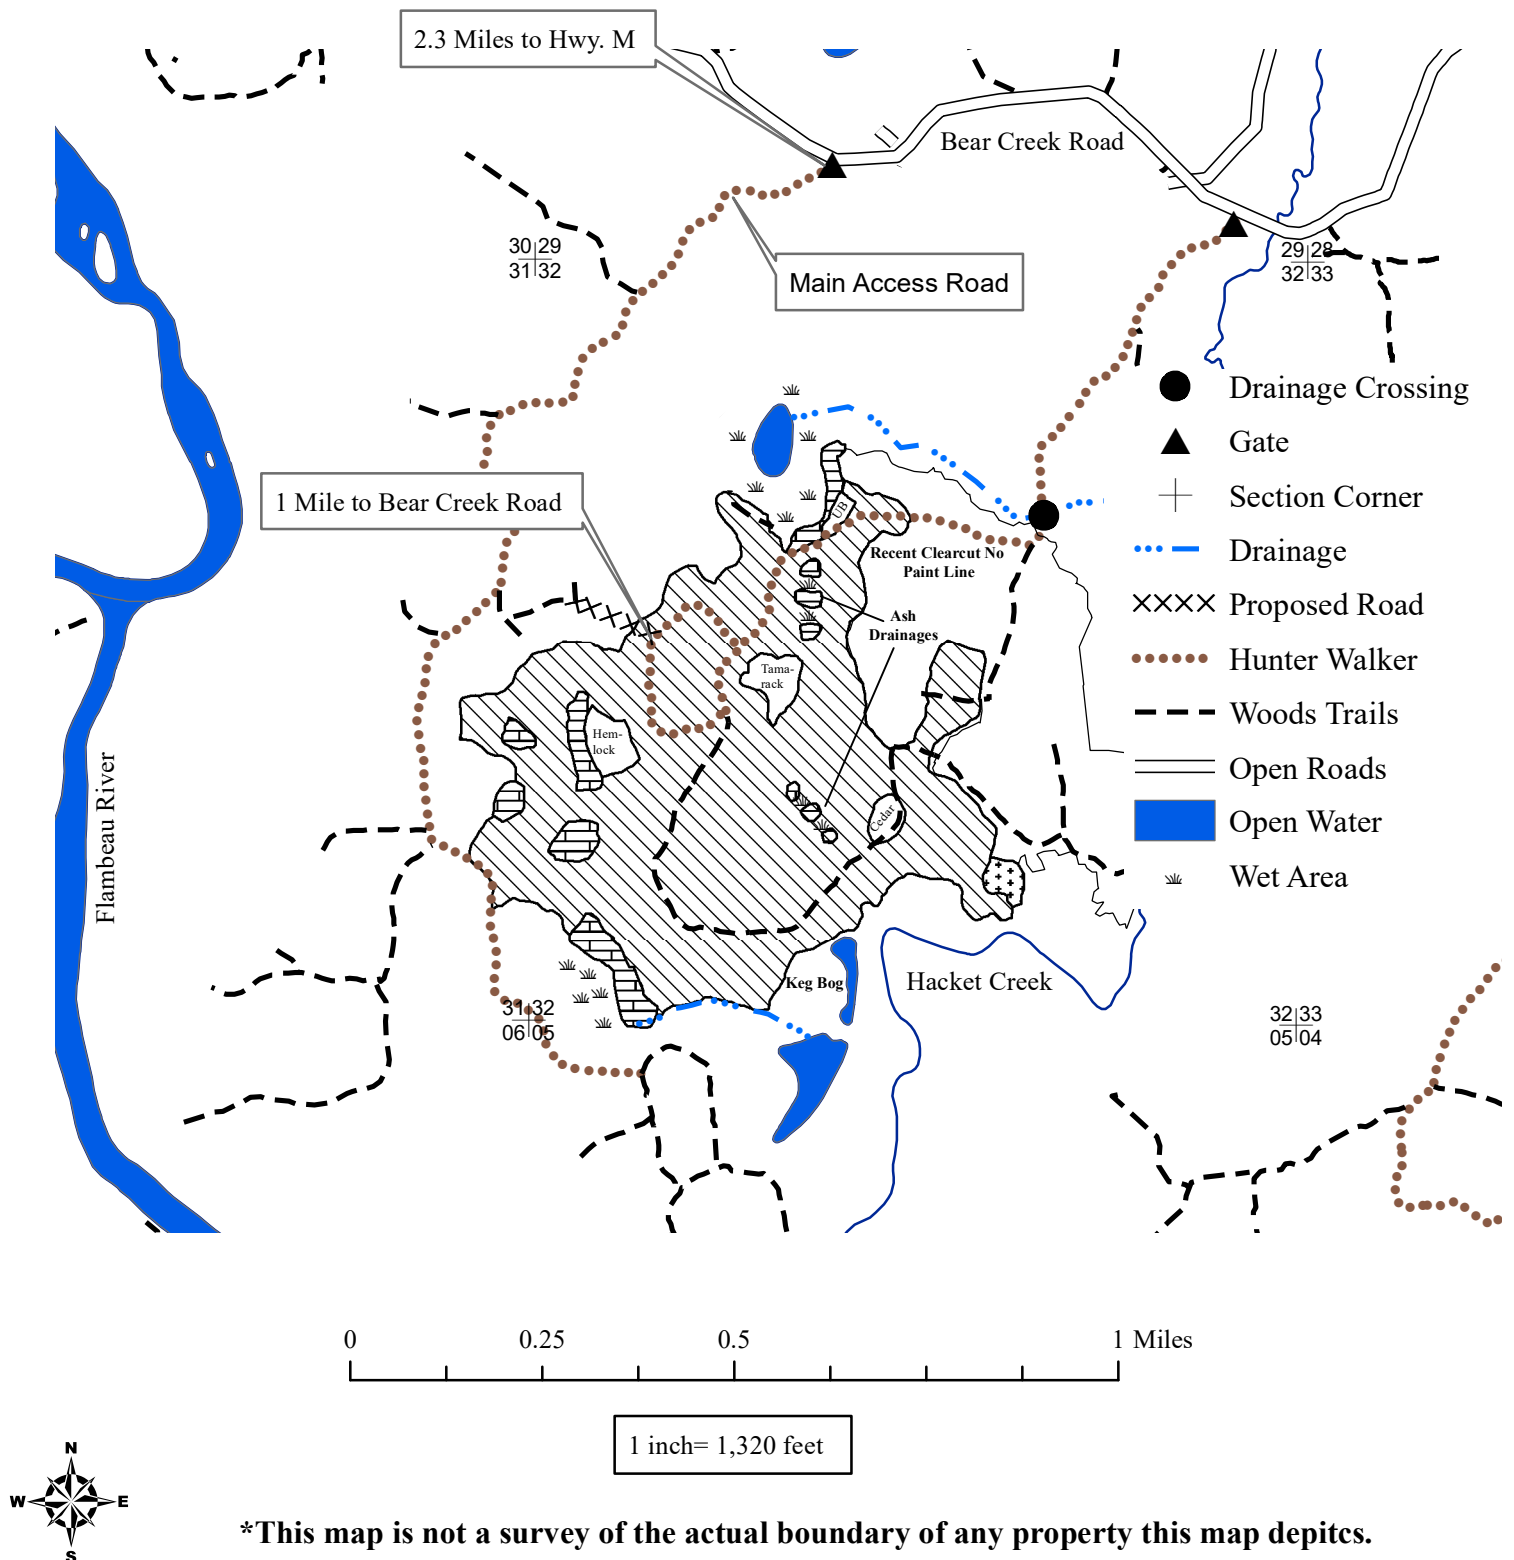 2.3 Miles to Hwy. M
Bear Creek Road
30 29
31 32
29 28
32 33
Main Access Road
Drainage Crossing
Gate
Section Corner
Drainage
Proposed Road
Hunter Walker
Woods Trails
Open Roads
Open Water
Wet Area
1 Mile to Bear Creek Road
UB
Recent Clearcut No
Paint Line
Ash
Drainages
Tama-
rack
Hem-
lock
Cedar
Flambeau River
Keg Bog
Hacket Creek
31 32
06 05
32 33
05 04
0 0.25 0.5 1 Miles
1 inch= 1,320 feet
N
W E
S
*This map is not a survey of the actual boundary of any property this map depitcs.